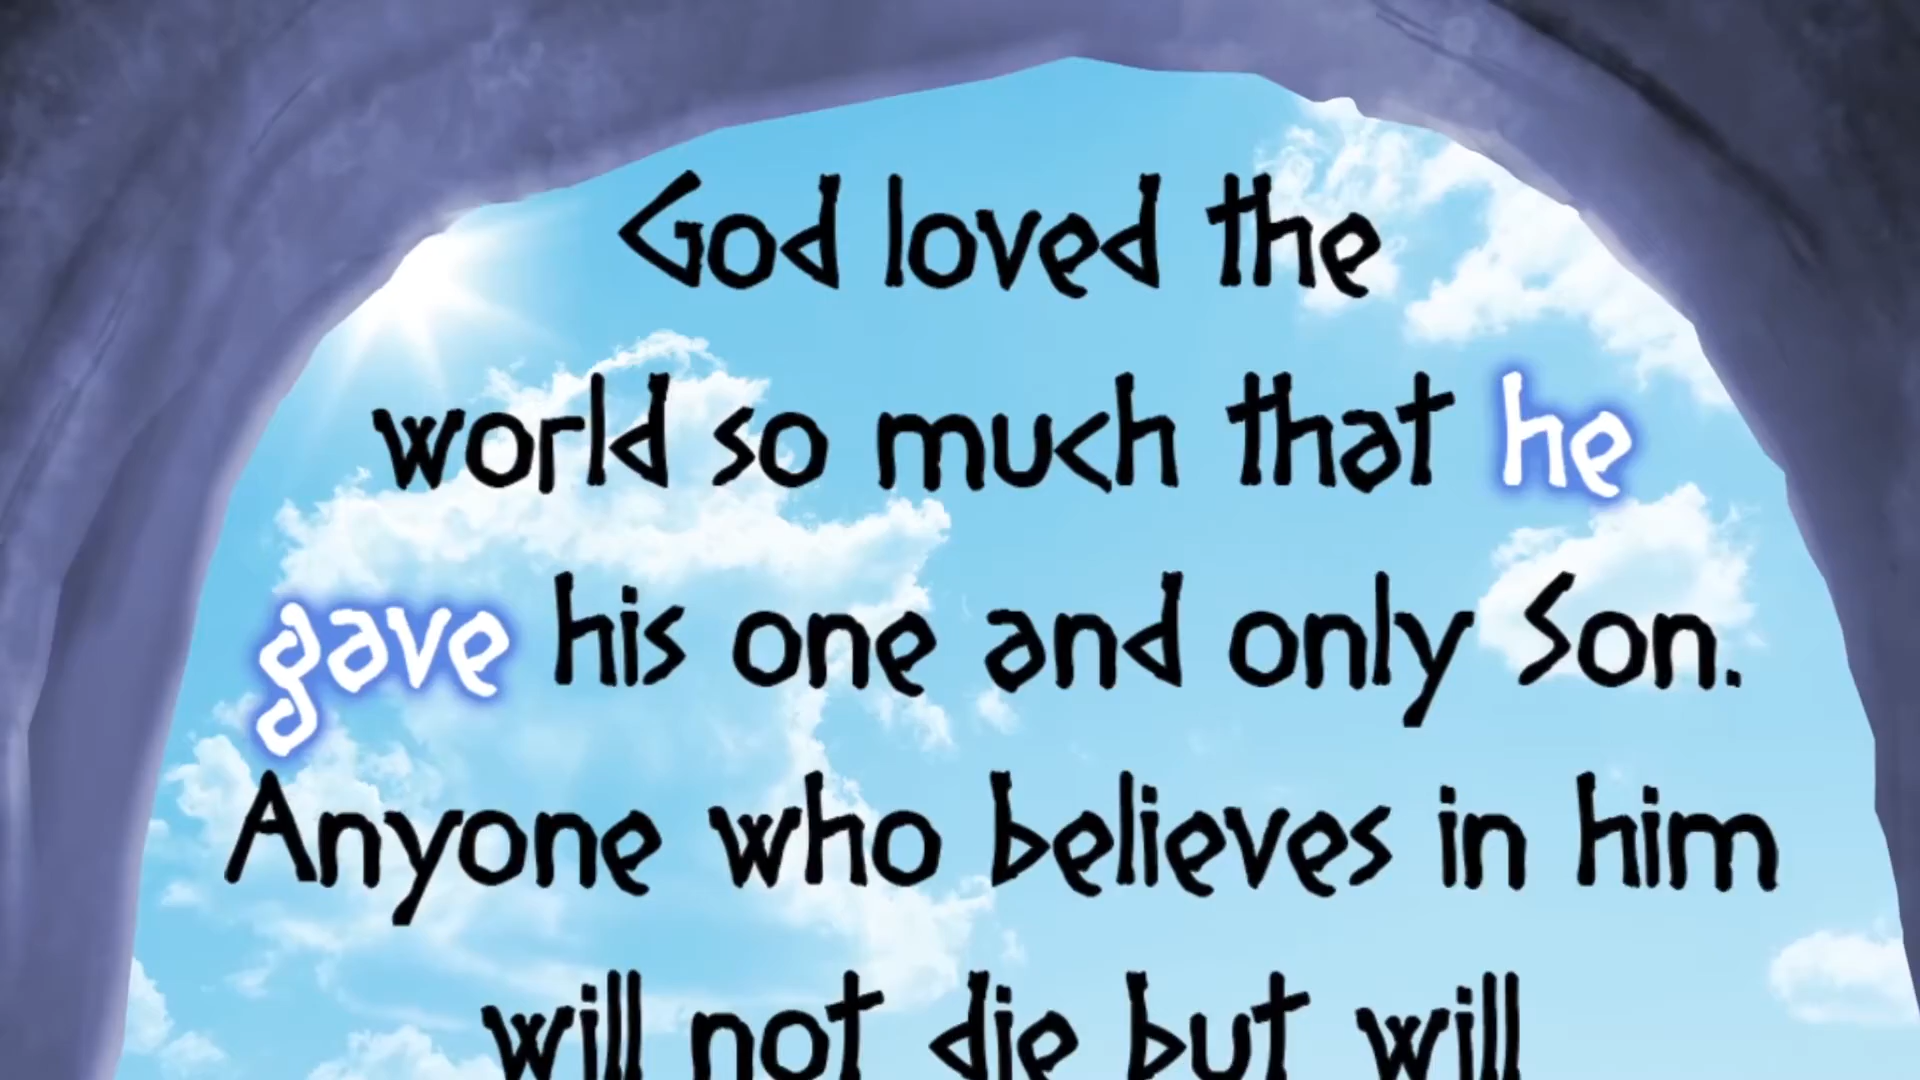 God loved the
world so much that he
gave his one and only Son.
Anyone who believes in him
will not die but will